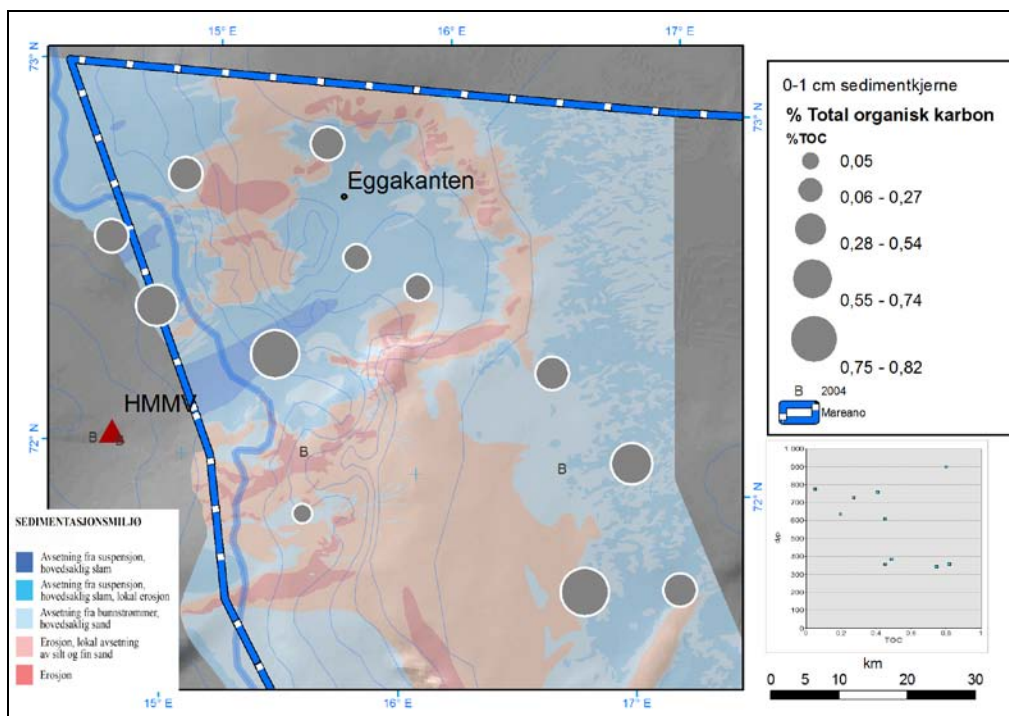 15° E
16° E
17° E
73° N
73° N
Eggakanten
HMMV
B
B
B
B
72° N
72° N
15° E
16° E
17° E
SEDIMENTASJONSMILJØ
Avsetning fra suspensjon,
hovedsaklig slam
Avsetning fra suspensjon,
hovedsaklig slam, lokal erosjon
Avsetning fra bunnstrømmer,
hovedsaklig sand
Erosjon, lokal avsetning
av silt og fin sand
Erosjon
0-1 cm sedimentkjerne
% Total organisk karbon
%TOC
0,05
0,06 - 0,27
0,28 - 0,54
0,55 - 0,74
0,75 - 0,82
B 2004
Mareano
1 000
900
800
700
600
500
400
300
200
100
0
dyp
0 0.2 0.4 0.6 0.8 1
TOC
km
0 5 10 20 30